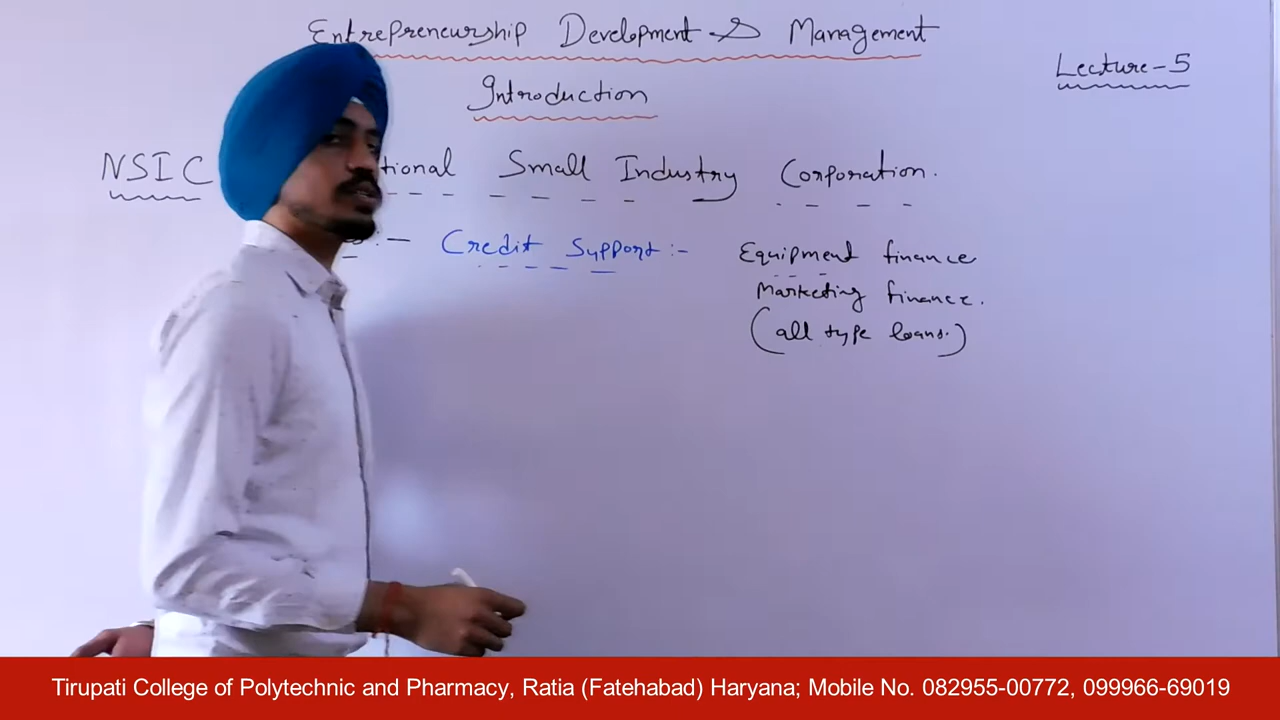 Entrepreneurship Development & Management
Lecture-5
Introduction
NSIC tional Small Industry Corporation.
:- Credit Support:- Equipment finance
Marketing finance.
(all type loans.)
Tirupati College of Polytechnic and Pharmacy, Ratia (Fatehabad) Haryana; Mobile No. 082955-00772, 099966-69019